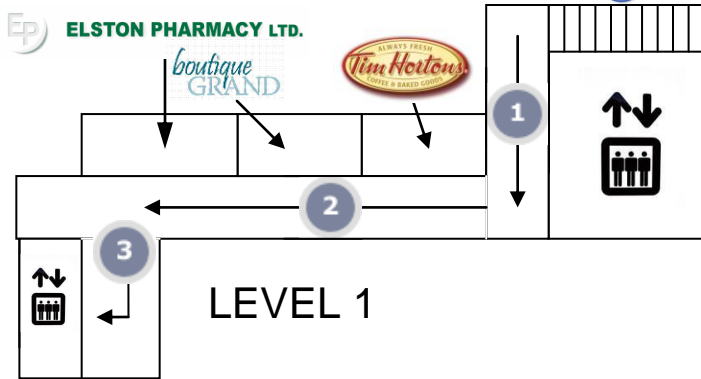 EP ELSTON PHARMACY LTD.
boutique
GRAND
ALWAYS FRESH
Tim Hortons
COFFEE & BAKED GOODS
1
2
3
LEVEL 1